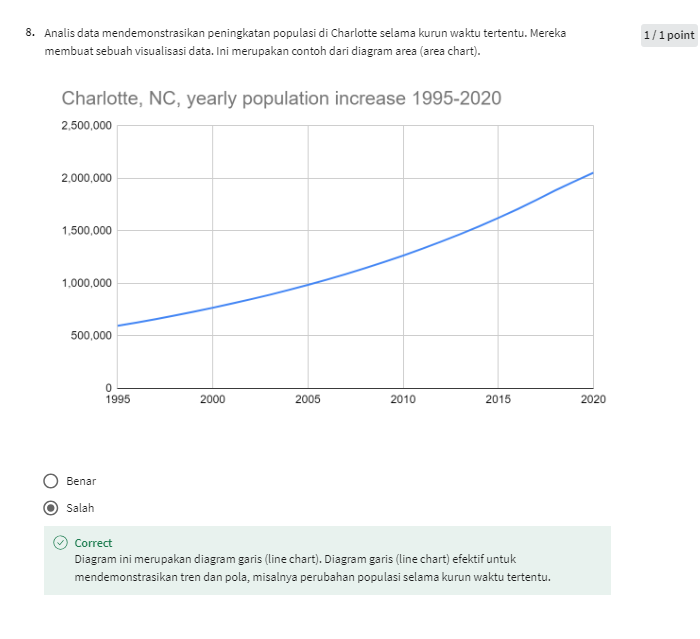 8. Analis data mendemonstrasikan peningkatan populasi di Charlotte selama kurun waktu tertentu. Mereka
membuat sebuah visualisasi data. Ini merupakan contoh dari diagram area (area chart).
1 / 1 point
Charlotte, NC, yearly population increase 1995-2020
2,500,000
2,000,000
1,500,000
1,000,000
500,000
0
1995 2000 2005 2010 2015 2020
Benar
Salah
Correct
Diagram ini merupakan diagram garis (line chart). Diagram garis (line chart) efektif untuk
mendemonstrasikan tren dan pola, misalnya perubahan populasi selama kurun waktu tertentu.